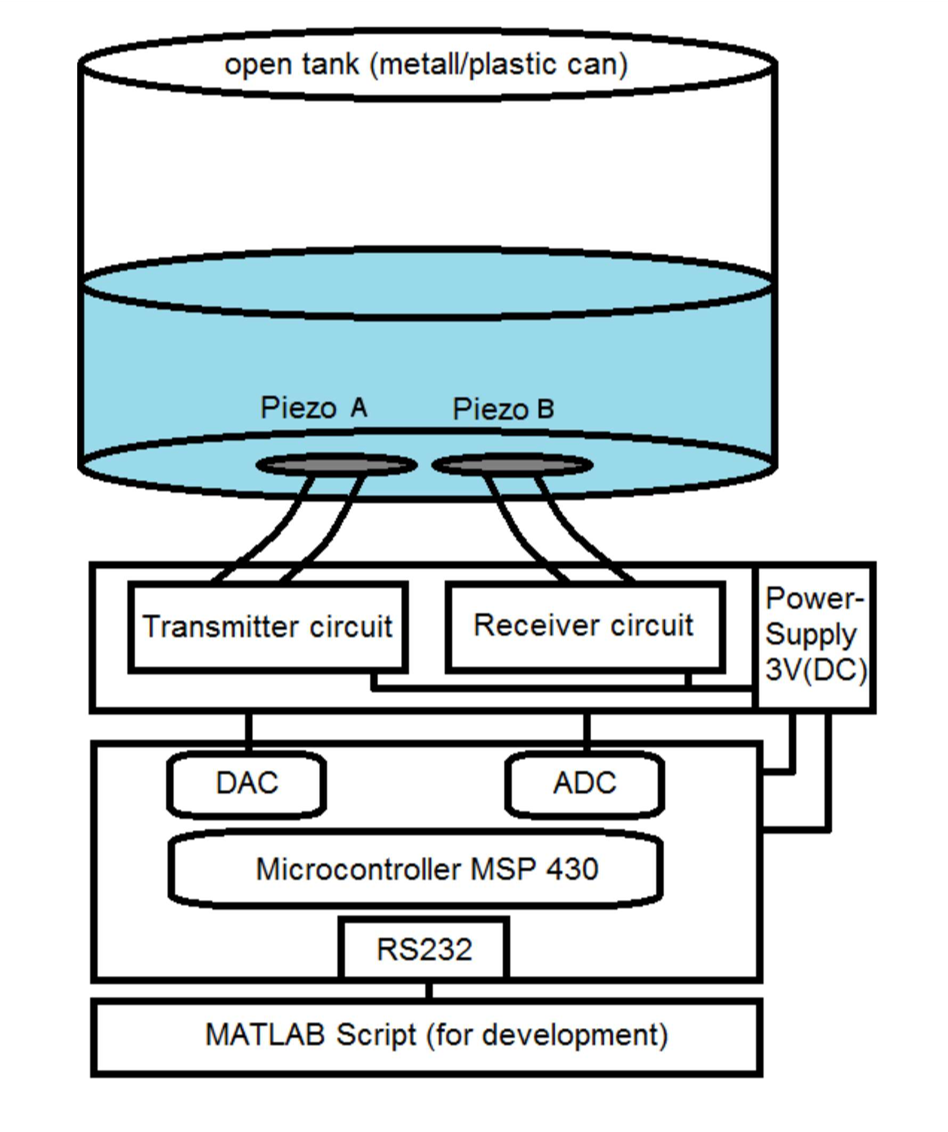 open tank (metall/plastic can)
Piezo A
Piezo B
Transmitter circuit
Receiver circuit
Power-
Supply
3V(DC)
DAC
ADC
Microcontroller MSP 430
RS232
MATLAB Script (for development)